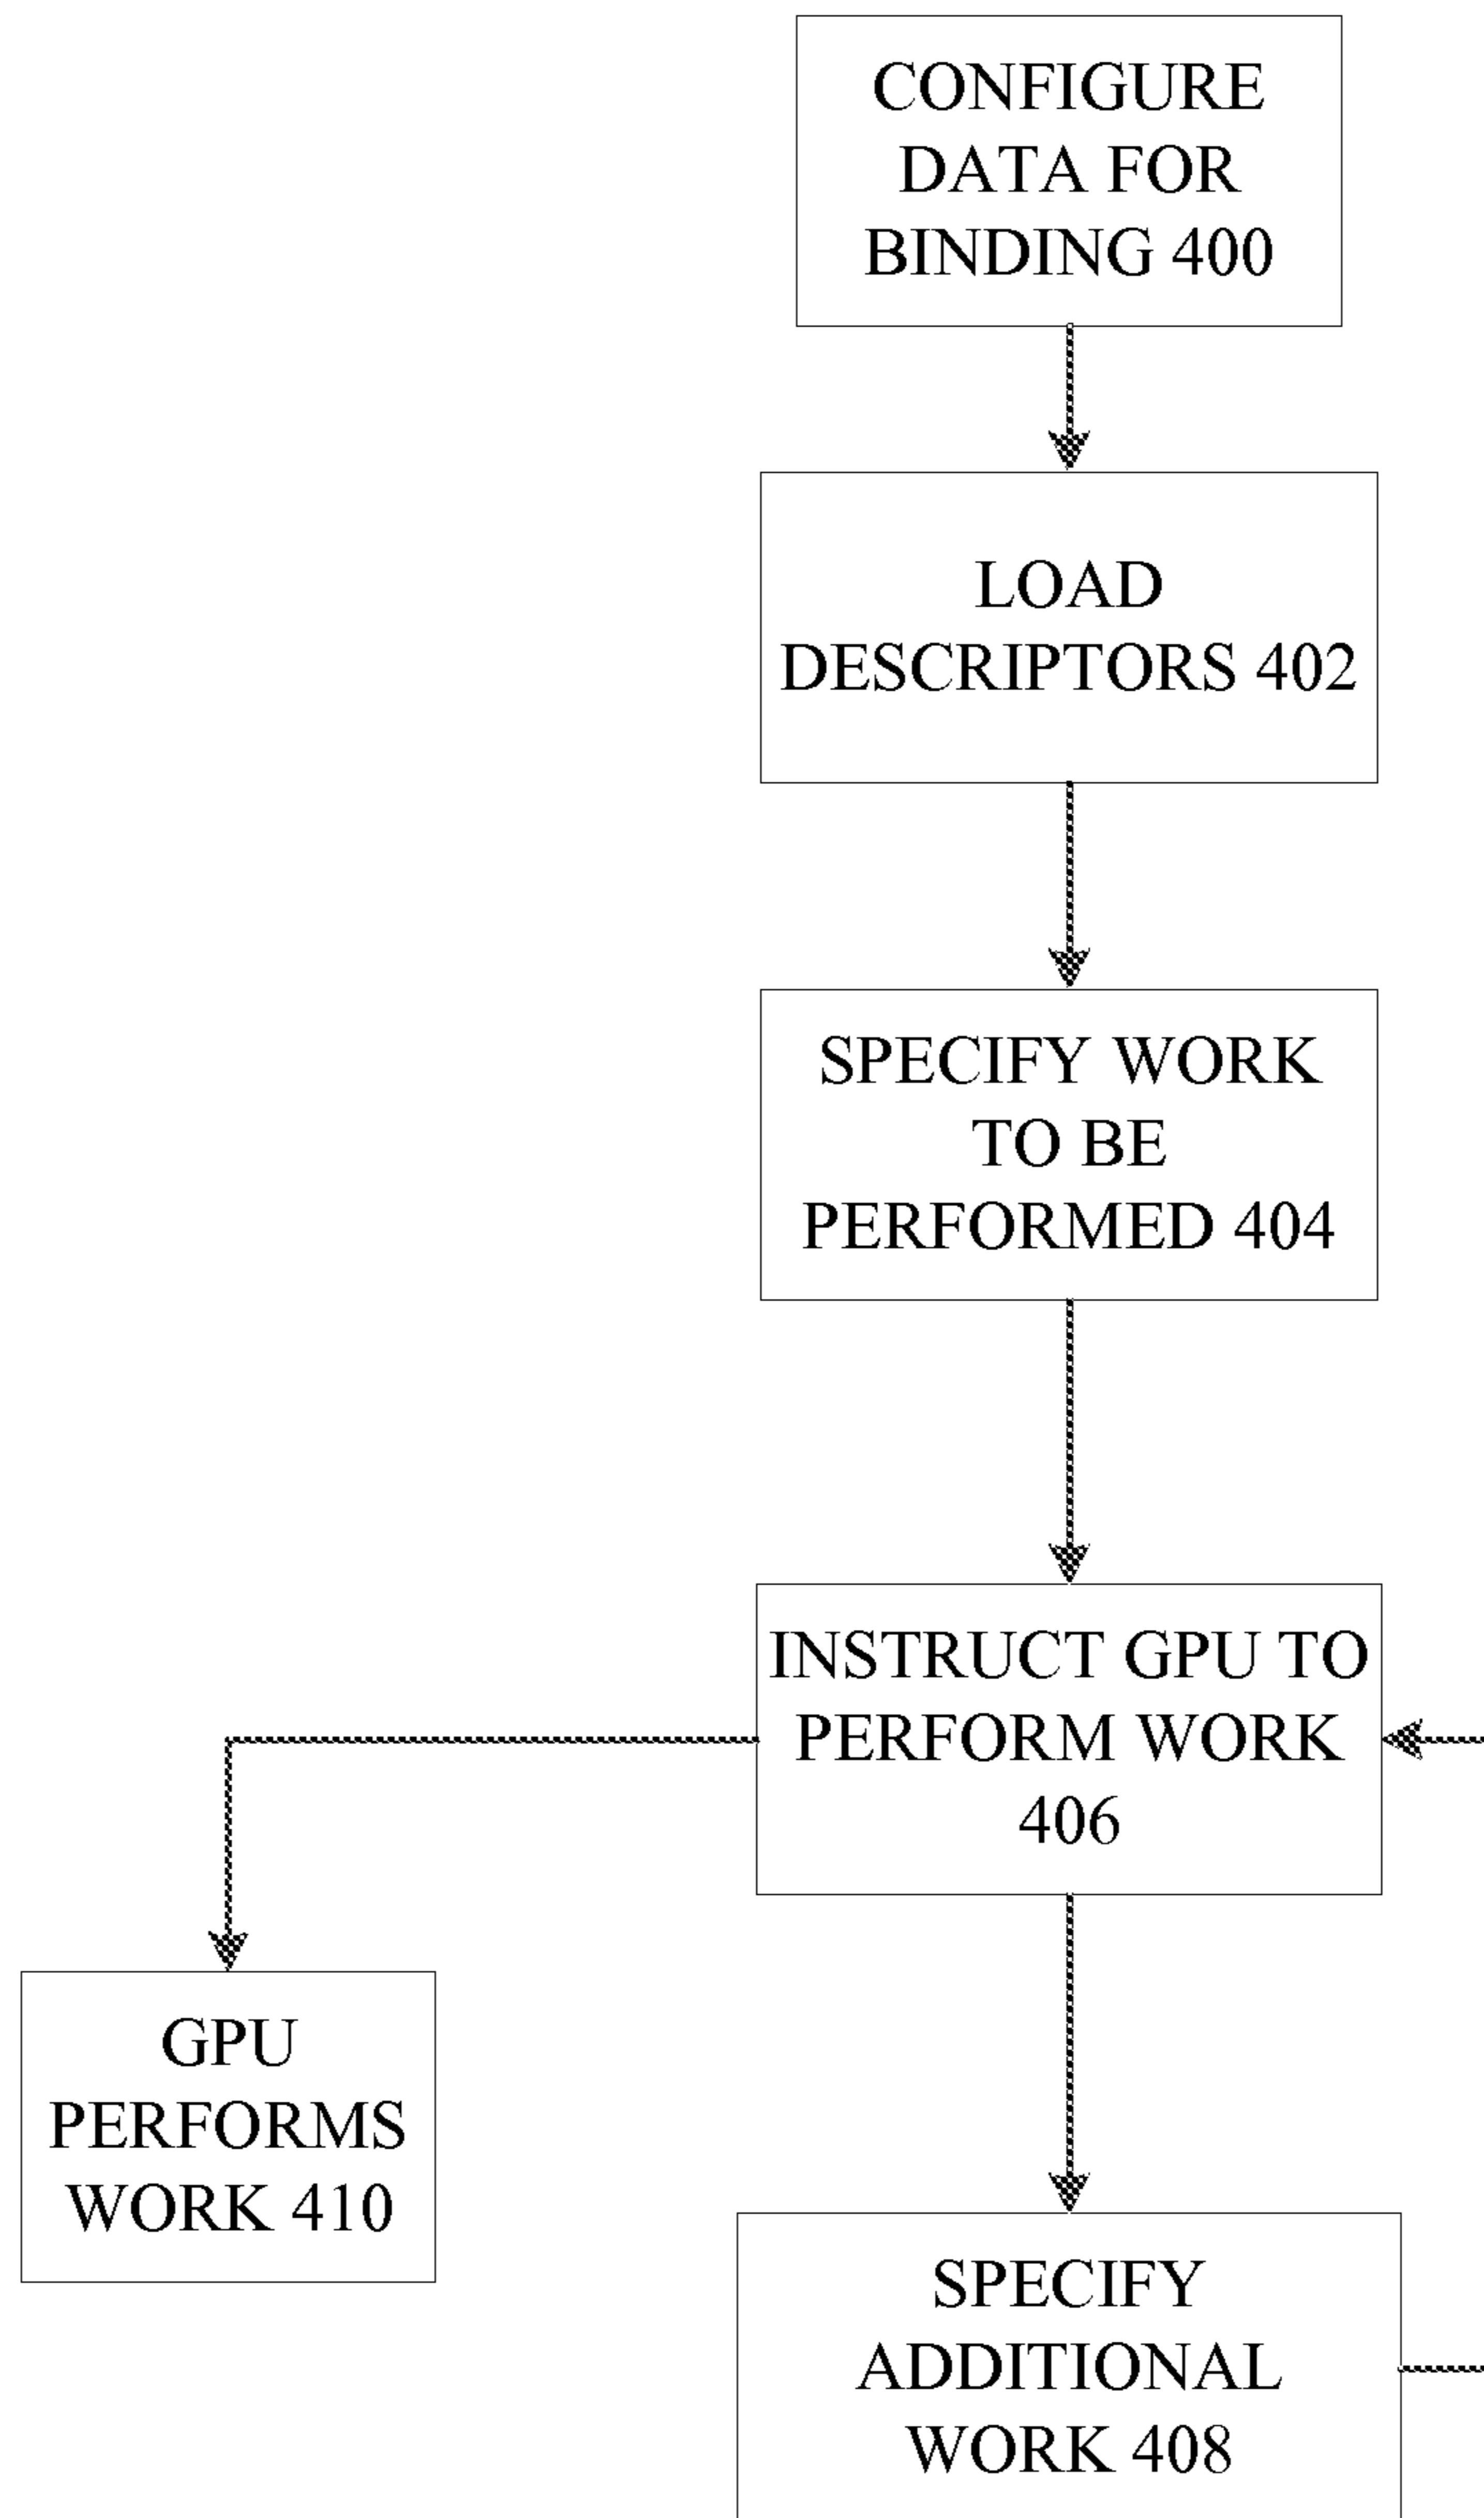 CONFIGURE
DATA FOR
BINDING 400
LOAD
DESCRIPTORS 402
SPECIFY WORK
TO BE
PERFORMED 404
INSTRUCT GPU TO
PERFORM WORK
406
GPU
PERFORMS
WORK 410
SPECIFY
ADDITIONAL
WORK 408